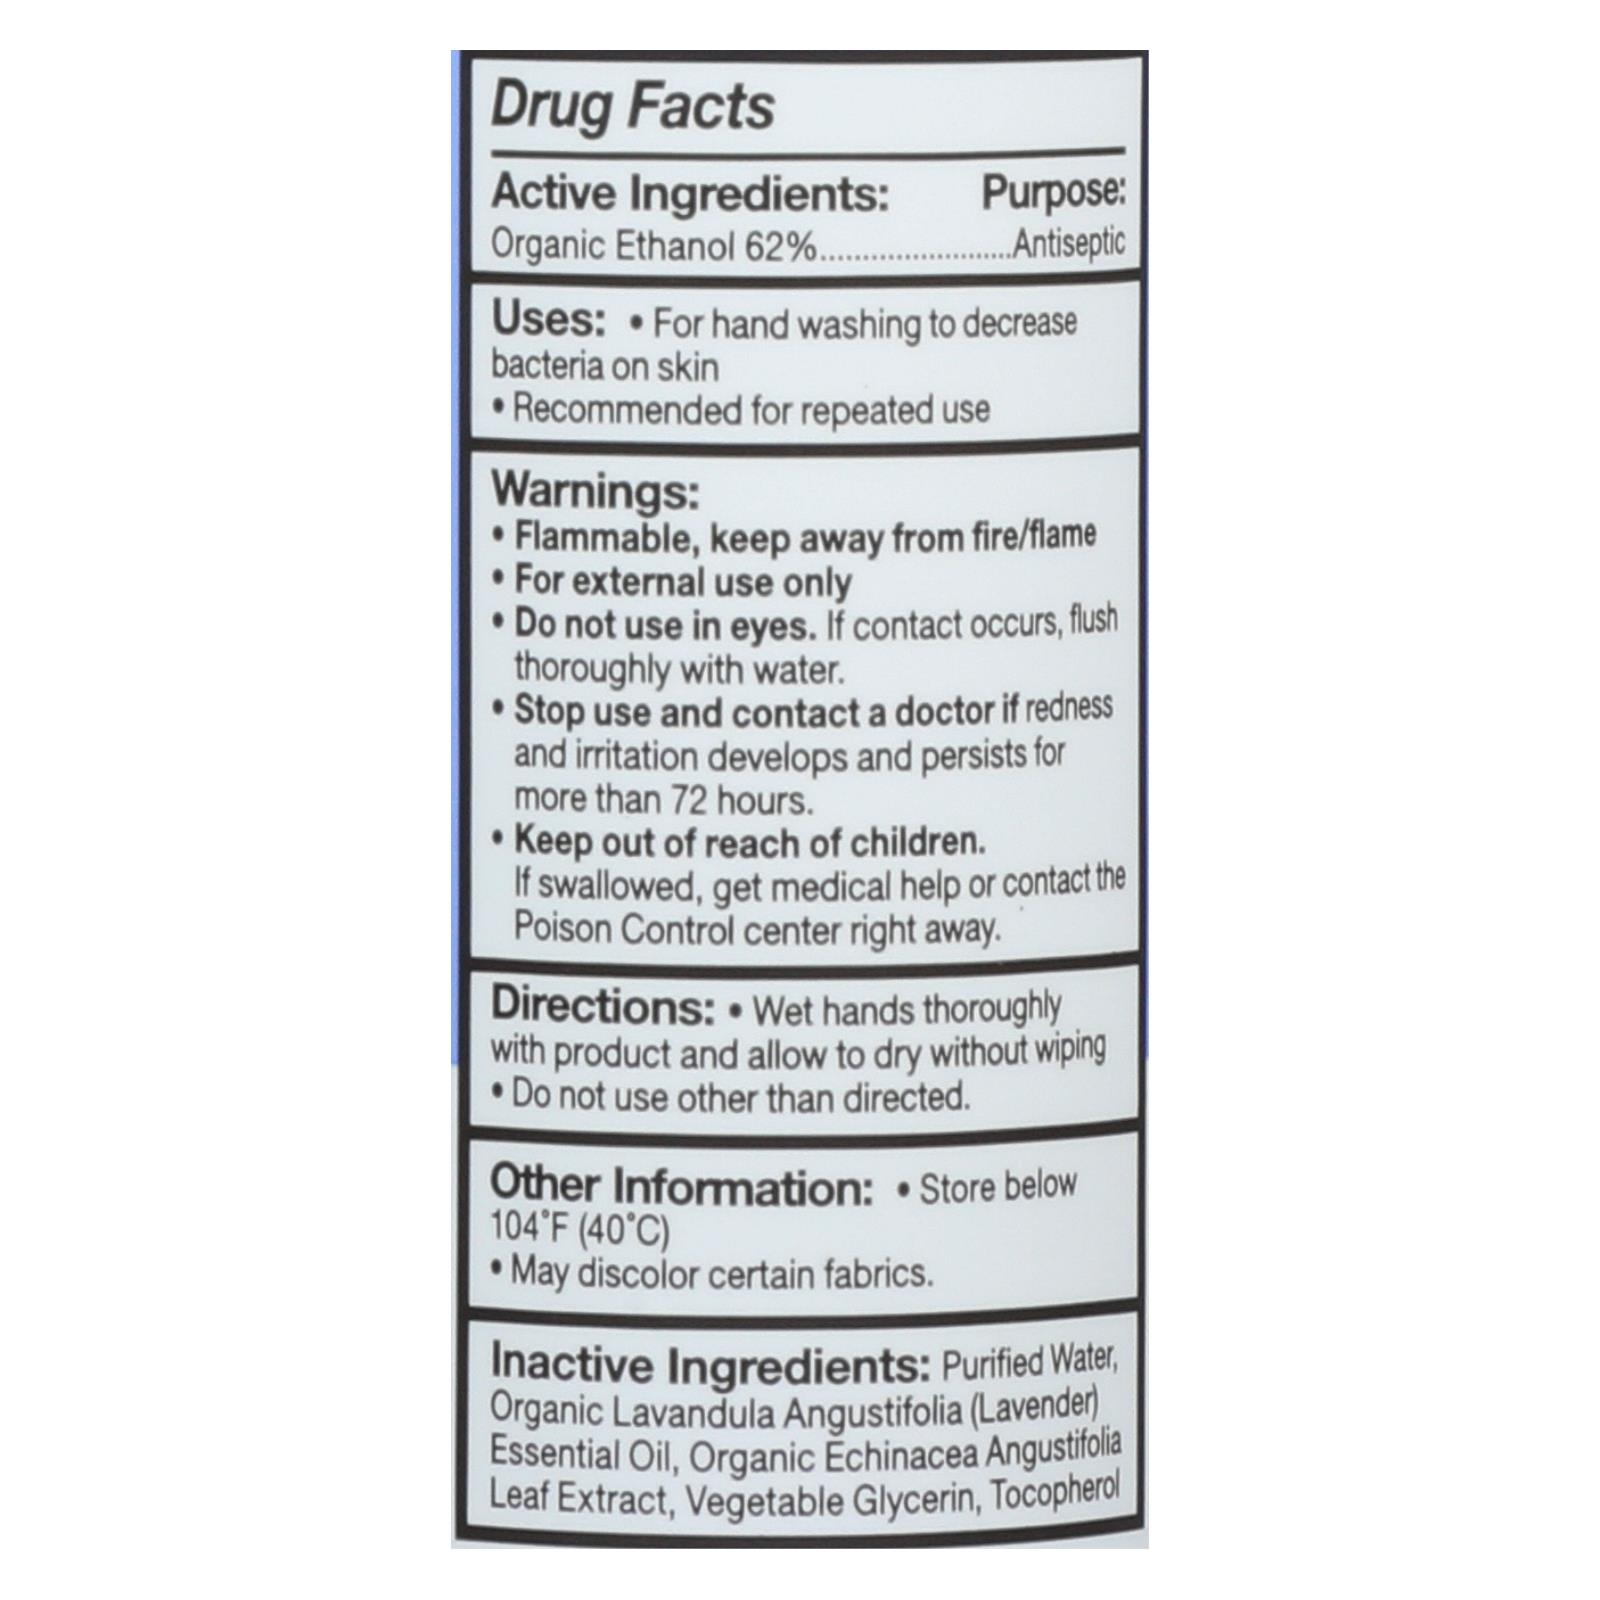 Drug Facts
Active Ingredients: Purpose:
Organic Ethanol 62%.......................Antiseptic
Uses: • For hand washing to decrease
bacteria on skin
• Recommended for repeated use
Warnings:
• Flammable, keep away from fire/flame
• For external use only
• Do not use in eyes. If contact occurs, flush
thoroughly with water.
• Stop use and contact a doctor if redness
and irritation develops and persists for
more than 72 hours.
• Keep out of reach of children.
If swallowed, get medical help or contact the
Poison Control center right away.
Directions: • Wet hands thoroughly
with product and allow to dry without wiping
• Do not use other than directed.
Other Information: • Store below
104°F (40°C)
• May discolor certain fabrics.
Inactive Ingredients: Purified Water,
Organic Lavandula Angustifolia (Lavender)
Essential Oil, Organic Echinacea Angustifolia
Leaf Extract, Vegetable Glycerin, Tocopherol